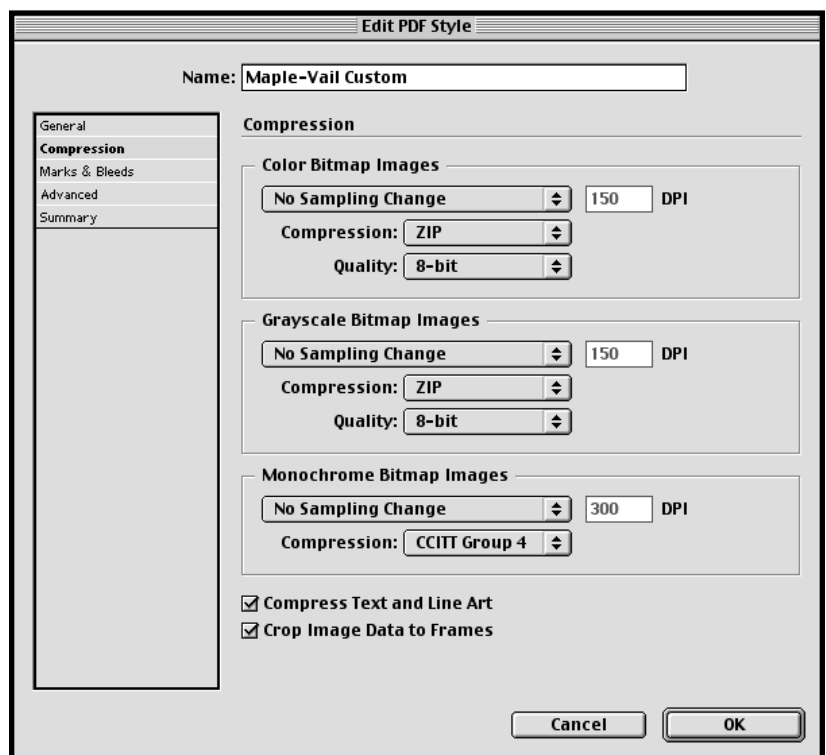 Edit PDF Style
Name: Maple-Vail Custom
General
Compression
Marks & Bleeds
Advanced
Summary
Compression
Color Bitmap Images
No Sampling Change 150 DPI
Compression: ZIP
Quality: 8-bit
Grayscale Bitmap Images
No Sampling Change 150 DPI
Compression: ZIP
Quality: 8-bit
Monochrome Bitmap Images
No Sampling Change 300 DPI
Compression: CCITT Group 4
Compress Text and Line Art
Crop Image Data to Frames
Cancel OK